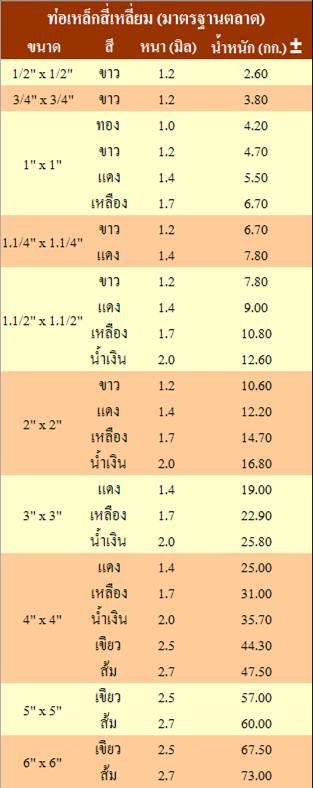 ท่อเหล็กสี่เหลี่ยม (มาตรฐานตลาด)
ขนาด สี หนา (มิล) น้ำหนัก (กก.) ±
1/2" x 1/2" ขาว 1.2 2.60
3/4" x 3/4" ขาว 1.2 3.80
1" x 1" ทอง 1.0 4.20
ขาว 1.2 4.70
แดง 1.4 5.50
เหลือง 1.7 6.70
1.1/4" x 1.1/4" ขาว 1.2 6.70
แดง 1.4 7.80
1.1/2" x 1.1/2" ขาว 1.2 7.80
แดง 1.4 9.00
เหลือง 1.7 10.80
น้ำเงิน 2.0 12.60
2" x 2" ขาว 1.2 10.60
แดง 1.4 12.20
เหลือง 1.7 14.70
น้ำเงิน 2.0 16.80
3" x 3" แดง 1.4 19.00
เหลือง 1.7 22.90
น้ำเงิน 2.0 25.80
4" x 4" แดง 1.4 25.00
เหลือง 1.7 31.00
น้ำเงิน 2.0 35.70
เขียว 2.5 44.30
ส้ม 2.7 47.50
5" x 5" เขียว 2.5 57.00
ส้ม 2.7 60.00
6" x 6" เขียว 2.5 67.50
ส้ม 2.7 73.00